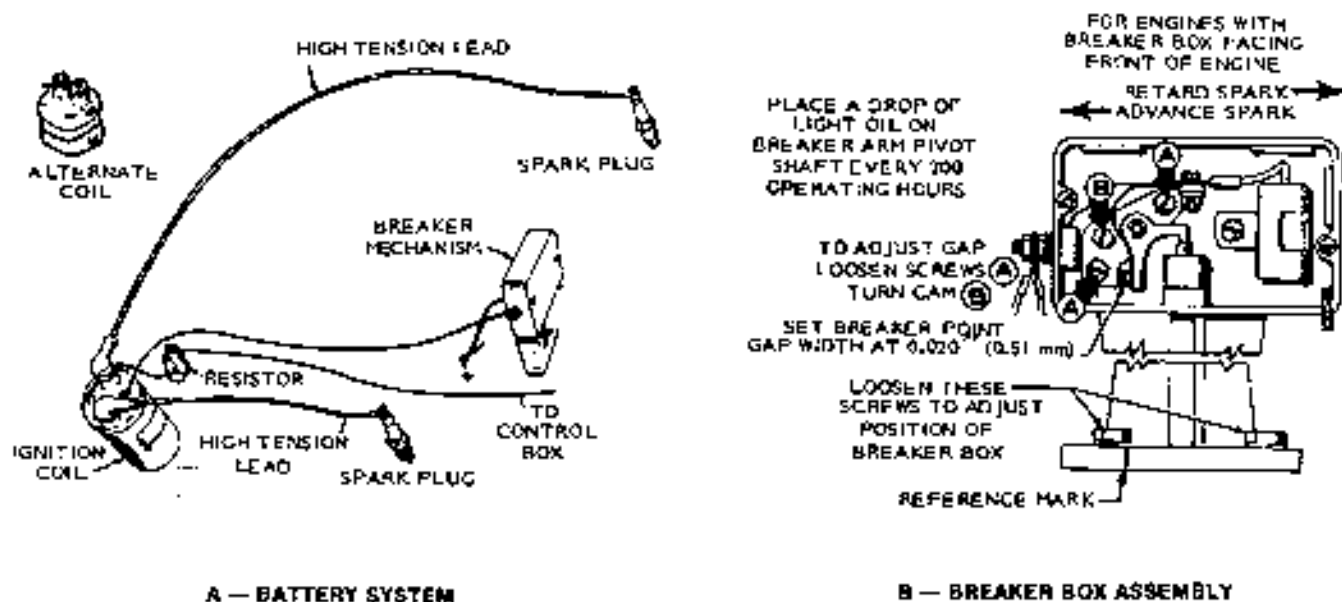 HIGH TENSION LEAD
ALTERNATE
COIL
SPARK PLUG
BREAKER
MECHANISM
RESISTOR
TO
CONTROL
BOX
HIGH TENSION
LEAD
SPARK PLUG
IGNITION
COIL
A — BATTERY SYSTEM
FOR ENGINES WITH
BREAKER BOX FACING
FRONT OF ENGINE
RETARD SPARK
ADVANCE SPARK
PLACE A DROP OF
LIGHT OIL ON
BREAKER ARM PIVOT
SHAFT EVERY
OPERATING HOURS
A
B
TO ADJUST GAP
LOOSEN SCREWS A
TURN CAM B
A
SET BREAKER POINT
GAP WIDTH AT 0.020" (0.51 mm)
LOOSEN THESE
SCREWS TO ADJUST
POSITION OF
BREAKER BOX
REFERENCE MARK
B — BREAKER BOX ASSEMBLY